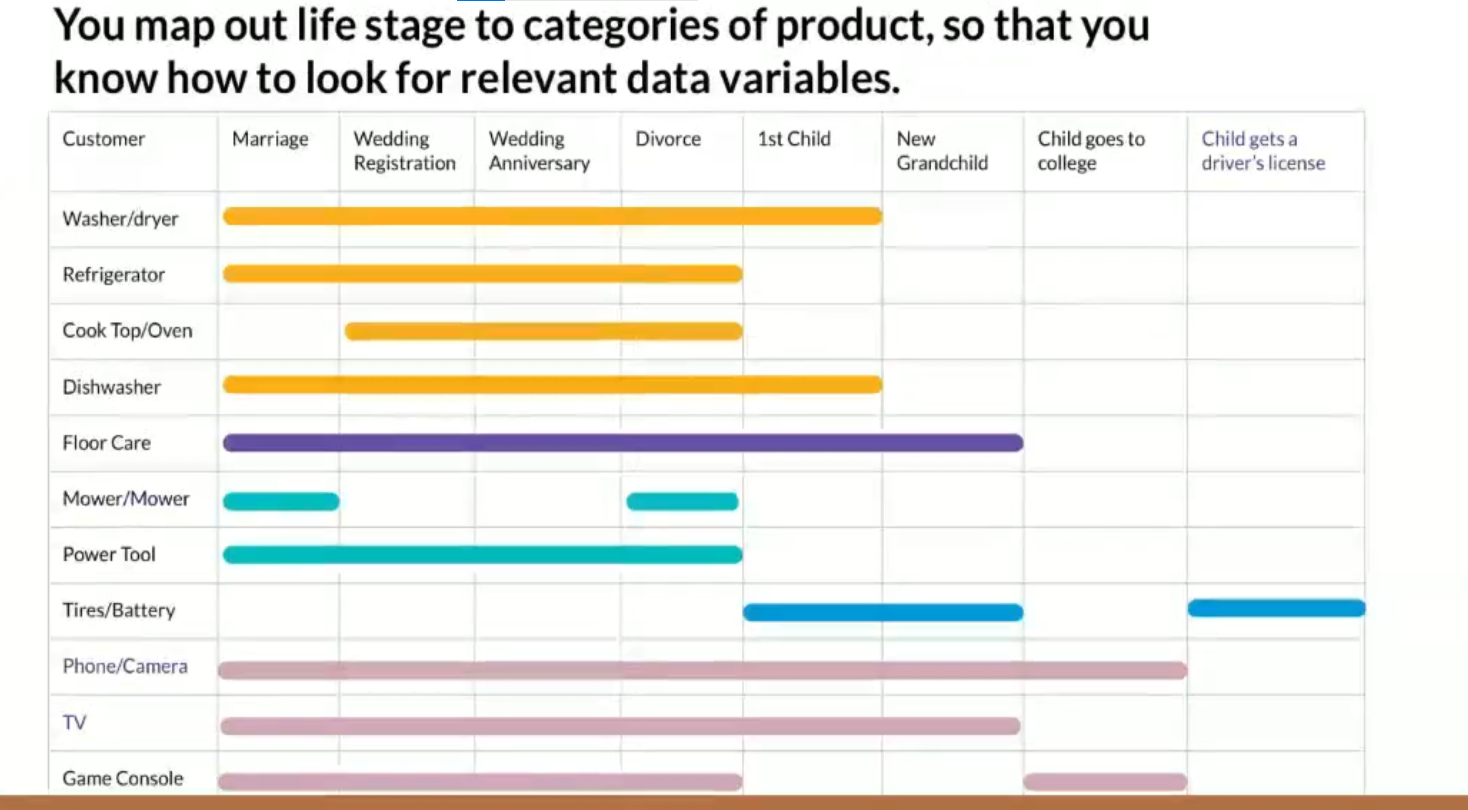 You map out life stage to categories of product, so that you
know how to look for relevant data variables.
Customer
Marriage
Wedding
Registration
Wedding
Anniversary
Divorce
1st Child
New
Grandchild
Child goes to
college
Child gets a
driver's license
Washer/dryer
Refrigerator
Cook Top/Oven
Dishwasher
Floor Care
Mower/Mower
Power Tool
Tires/Battery
Phone/Camera
TV
Game Console